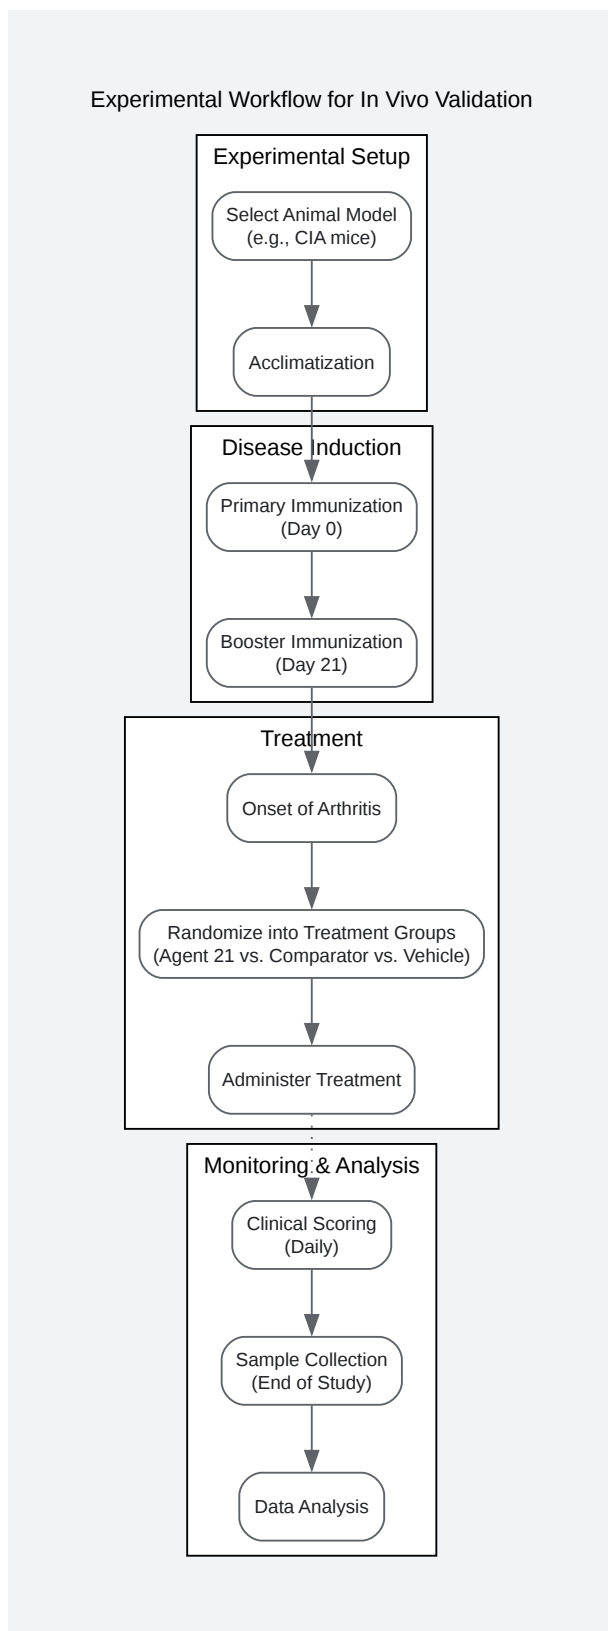 Experimental Workflow for In Vivo Validation
Experimental Setup
Select Animal Model
(e.g., CIA mice)
Acclimatization
Disease Induction
Primary Immunization
(Day 0)
Booster Immunization
(Day 21)
Treatment
Onset of Arthritis
Randomize into Treatment Groups
(Agent 21 vs. Comparator vs. Vehicle)
Administer Treatment
Monitoring & Analysis
Clinical Scoring
(Daily)
Sample Collection
(End of Study)
Data Analysis